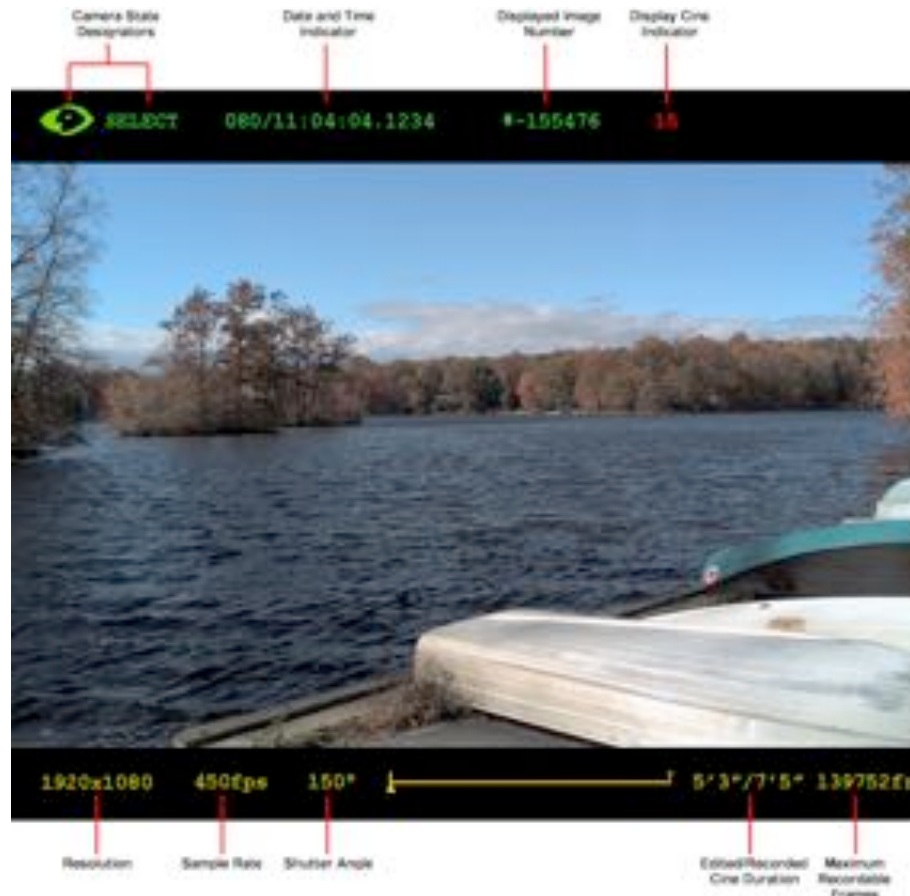 Camera State Date and Time Displayed Image Display Cine
Designators Indicator Number Indicator
SELECT 080/11:04:04.1234 #-155476 15
1920x1080 450fps 150° 5'3"/7'5" 139752fr
Resolution Sample Rate Shutter Angle Edited/Recorded Maximum
Cine Duration Recordable
Frames